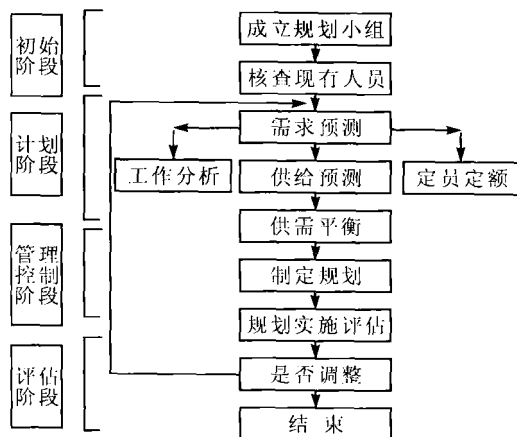 初始
阶段
成立规划小组
核查现有人员
计划
阶段
需求预测
工作分析
供给预测
定员定额
供需平衡
管理
控制
阶段
制定规划
规划实施评估
评估
阶段
是否调整
结束